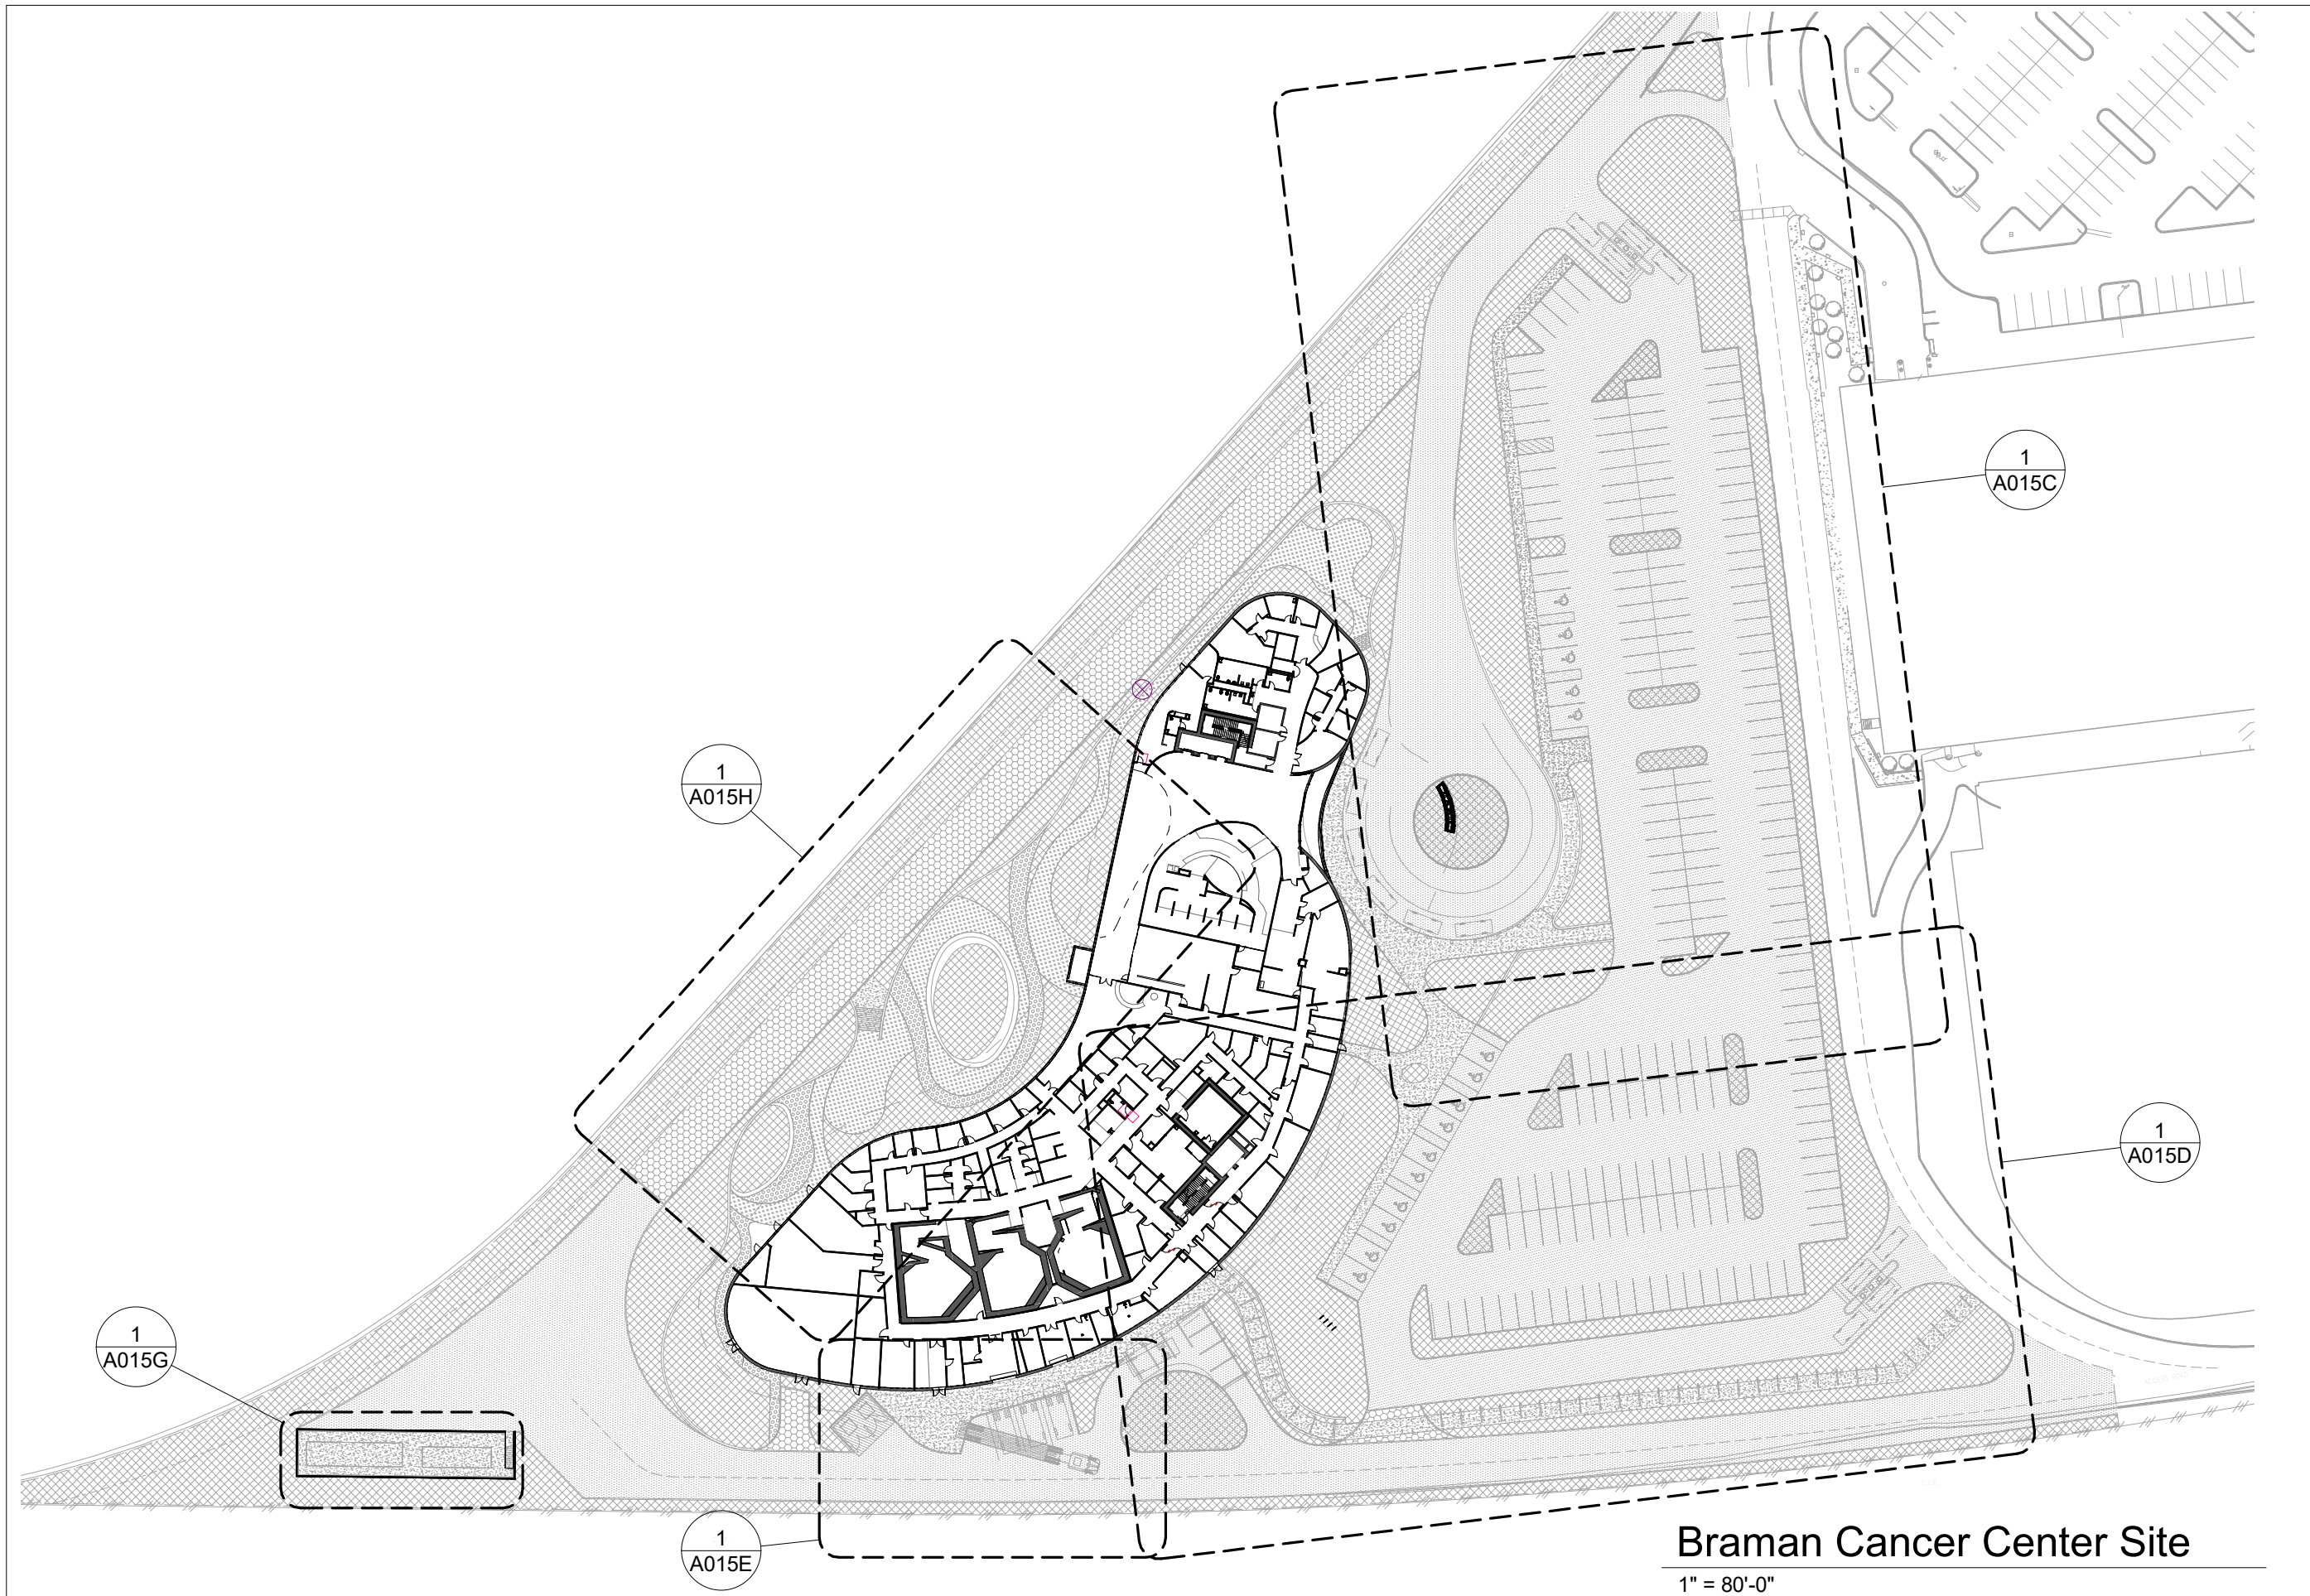 1
A015C
1
A015H
1
A015D
1
A015G
1
A015E
Braman Cancer Center Site
1" = 80'-0"